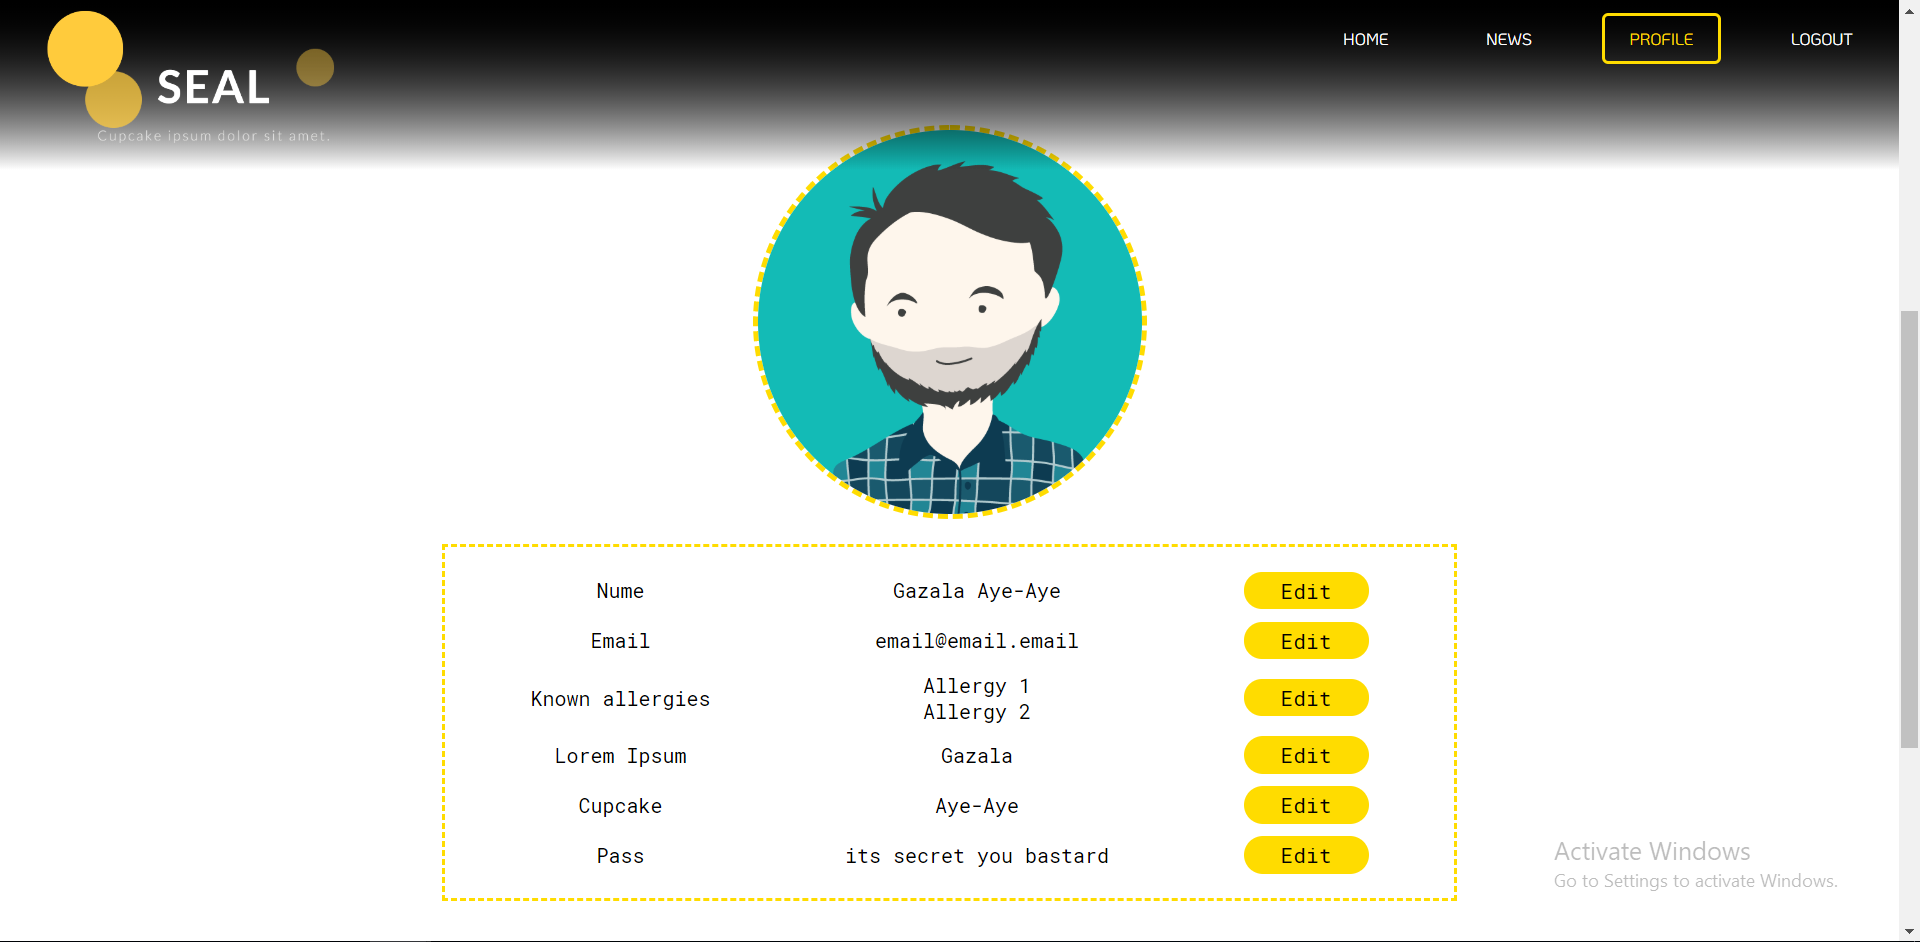 HOME NEWS PROFILE LOGOUT
SEAL
Cupcake ipsum dolor sit amet.
Nume Gazala Aye-Aye Edit
Email email@email.email Edit
Known allergies Allergy 1
Allergy 2 Edit
Lorem Ipsum Gazala Edit
Cupcake Aye-Aye Edit
Pass its secret you bastard Edit
Activate Windows
Go to Settings to activate Windows.